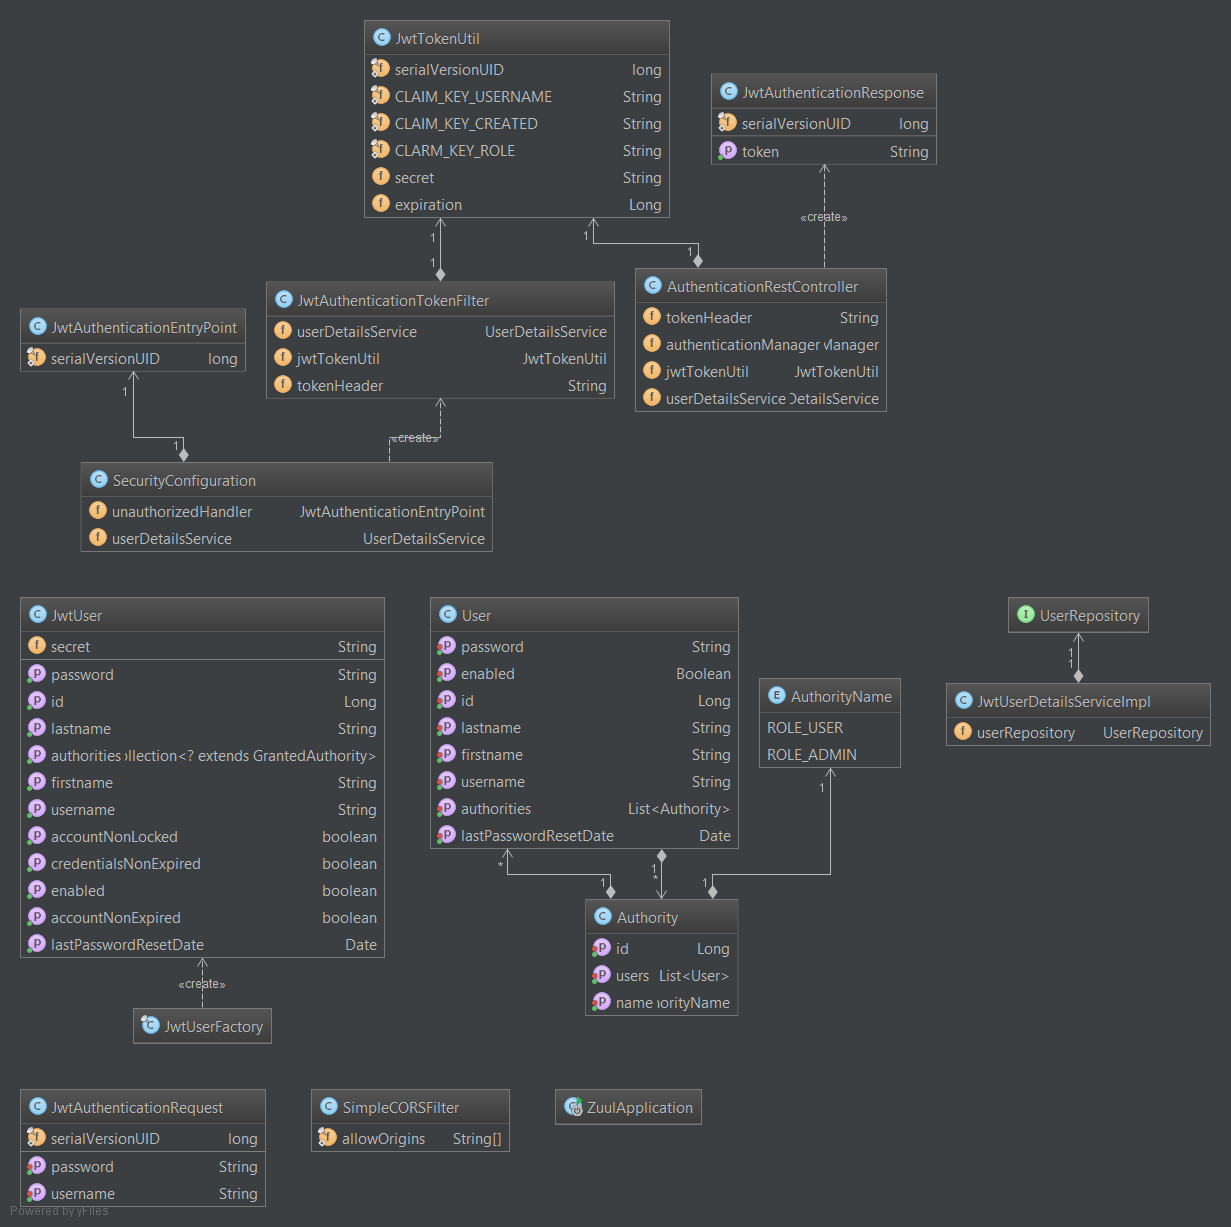 JwtTokenUtil
serialVersionUID long
CLAIM_KEY_USERNAME String
CLAIM_KEY_CREATED String
CLARM_KEY_ROLE String
secret String
expiration Long
JwtAuthenticationResponse
serialVersionUID long
token String
«create»
1
1
1
1
JwtAuthenticationTokenFilter
userDetailsService UserDetailsService
jwtTokenUtil JwtTokenUtil
tokenHeader String
AuthenticationRestController
tokenHeader String
authenticationManager Manager
jwtTokenUtil JwtTokenUtil
userDetailsService DetailsService
JwtAuthenticationEntryPoint
serialVersionUID long
1
1
«create»
SecurityConfiguration
unauthorizedHandler JwtAuthenticationEntryPoint
userDetailsService UserDetailsService
JwtUser
secret String
password String
id Long
lastname String
authorities llection<? extends GrantedAuthority>
firstname String
username String
accountNonLocked boolean
credentialsNonExpired boolean
enabled boolean
accountNonExpired boolean
lastPasswordResetDate Date
«create»
JwtUserFactory
User
password String
enabled Boolean
id Long
lastname String
firstname String
username String
authorities List<Authority>
lastPasswordResetDate Date
*
1
1
*
1
1
AuthorityName
ROLE_USER
ROLE_ADMIN
Authority
id Long
users List<User>
name orityName
UserRepository
1
1
JwtUserDetailsServiceImpl
userRepository UserRepository
JwtAuthenticationRequest
serialVersionUID long
password String
username String
SimpleCORSFilter
allowOrigins String[]
ZuulApplication
Powered by yFiles